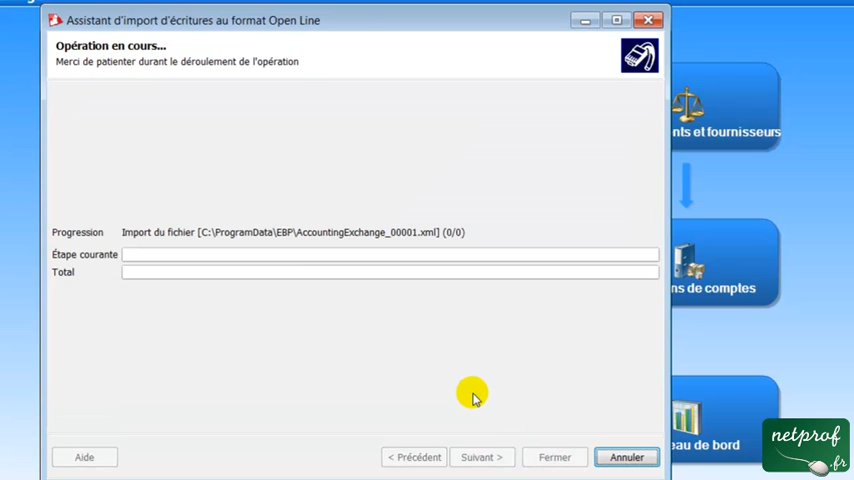 Assistant d'import d'écritures au format Open Line
Opération en cours...
Merci de patienter durant le déroulement de l'opération
nts et fournisseurs
Progression Import du fichier [C:\ProgramData\EBP\AccountingExchange_00001.xml] (0/0)
Étape courante
Total
ns de comptes
eau de bord
Aide < Précédent Suivant > Fermer Annuler
netprof
.fr